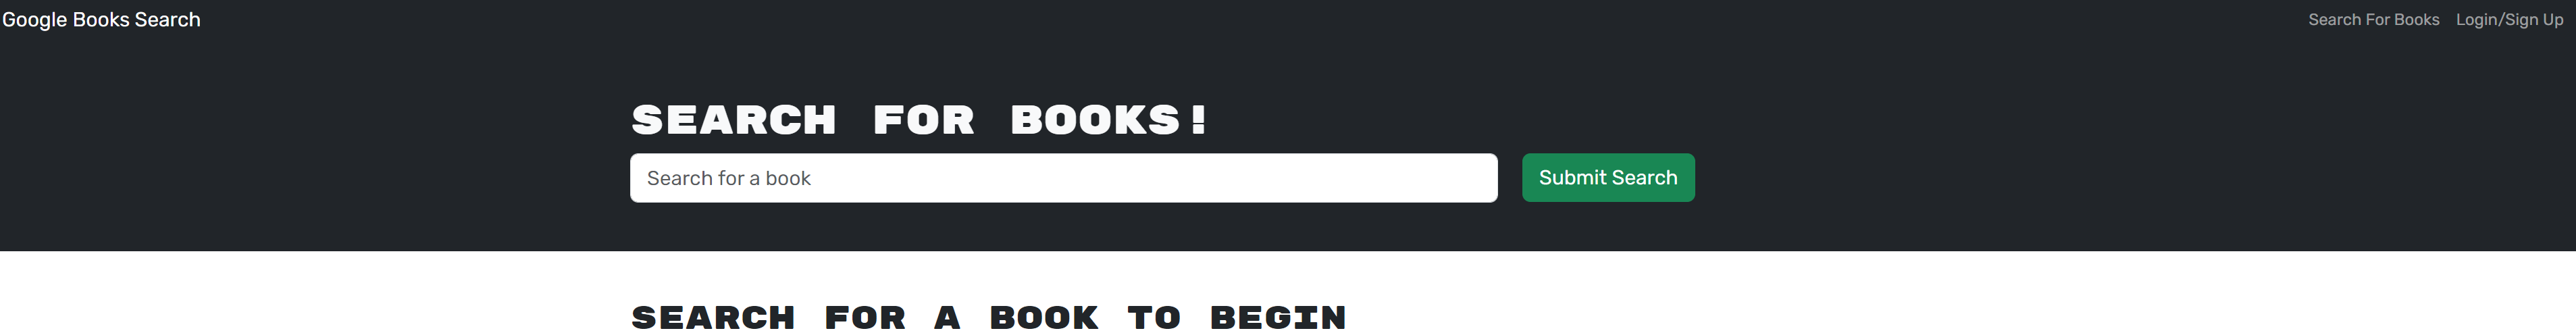 Google Books Search
Search For Books
Login/Sign Up
SEARCH FOR BOOKS!
Search for a book
Submit Search
SEARCH FOR A BOOK TO BEGIN